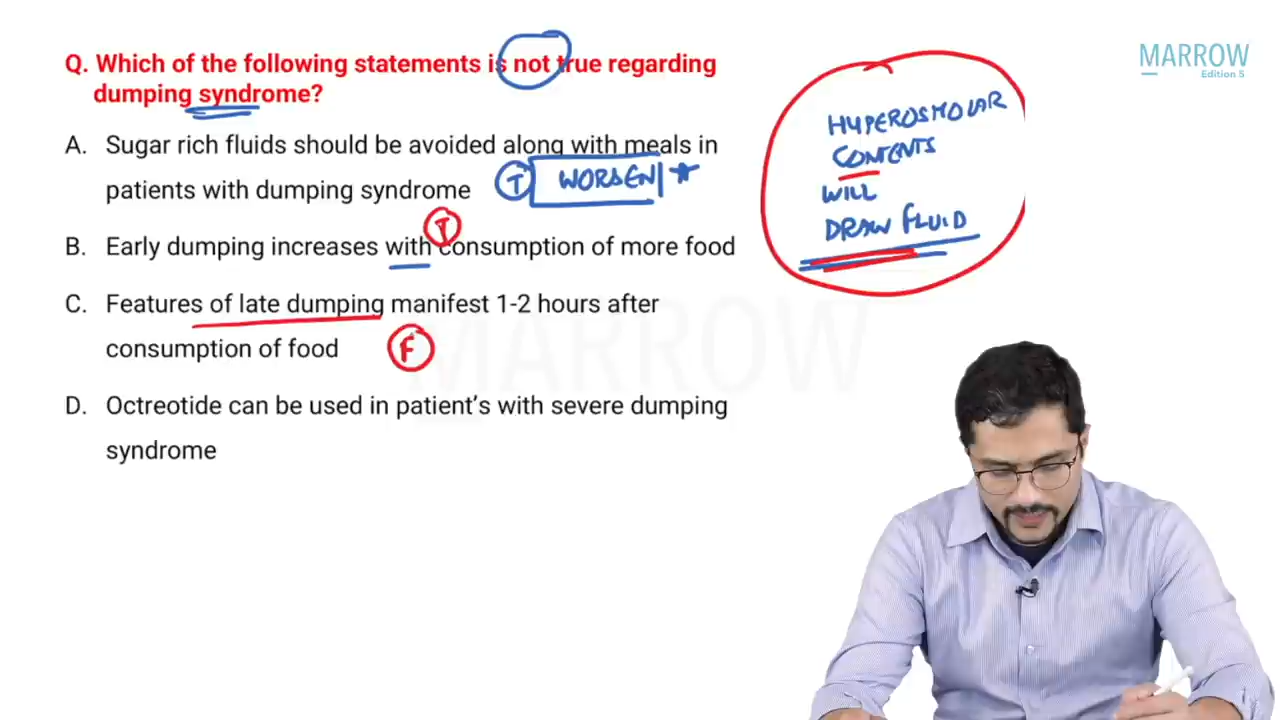 MARROW
Edition 5
Q. Which of the following statements is not true regarding
dumping syndrome?
A. Sugar rich fluids should be avoided along with meals in
patients with dumping syndrome
T WORSEN
B. Early dumping increases with consumption of more food
T
C. Features of late dumping manifest 1-2 hours after
consumption of food
F
D. Octreotide can be used in patient's with severe dumping
syndrome
HYPEROSMOLAR
CONTENTS
WILL
DRAW FLUID
MARROW